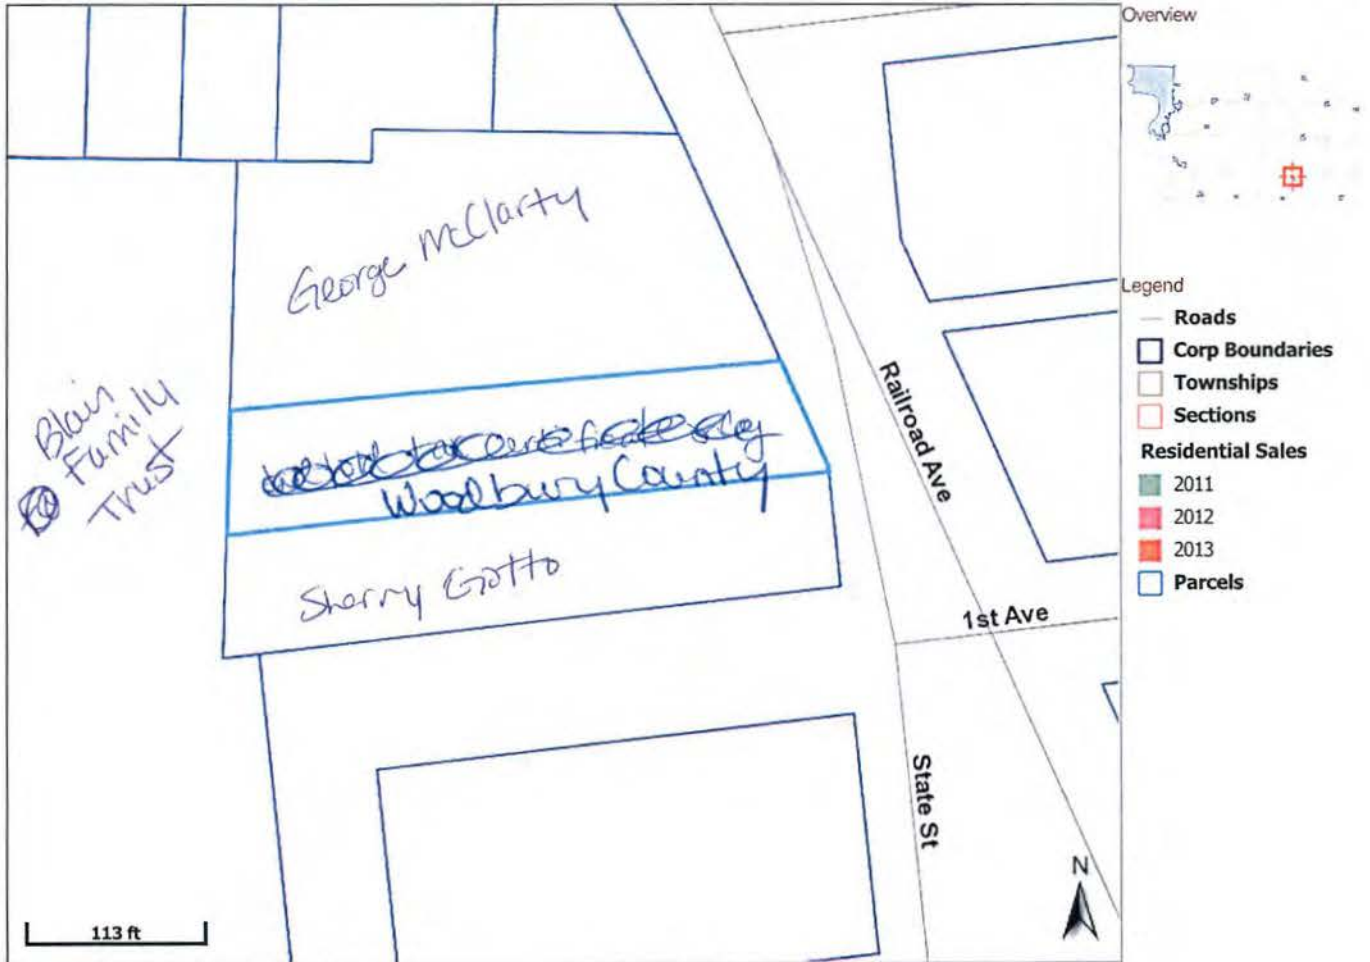 Overview
George McClarty
Legend
Roads
Corp Boundaries
Townships
Sections
Residential Sales
2011
2012
2013
Parcels
Railroad Ave
Blair
Family
Trust
Woodbury County
Sherry Gotto
1st Ave
State St
N
113 ft